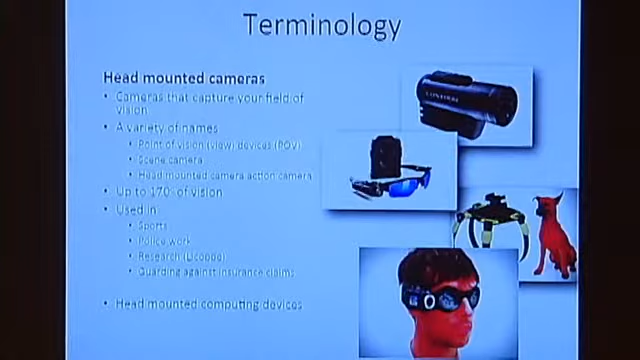 Terminology
Head mounted cameras
• Cameras that capture your field of
vision
• A variety of names
• Point of vision (view) devices (POV)
• Scene camera
• Head mounted camera action camera
• Up to 170° of vision
• Used in:
• Sports
• Police work
• Research
• Guarding against insurance claims
• Head mounted computing devices
CONTOUR